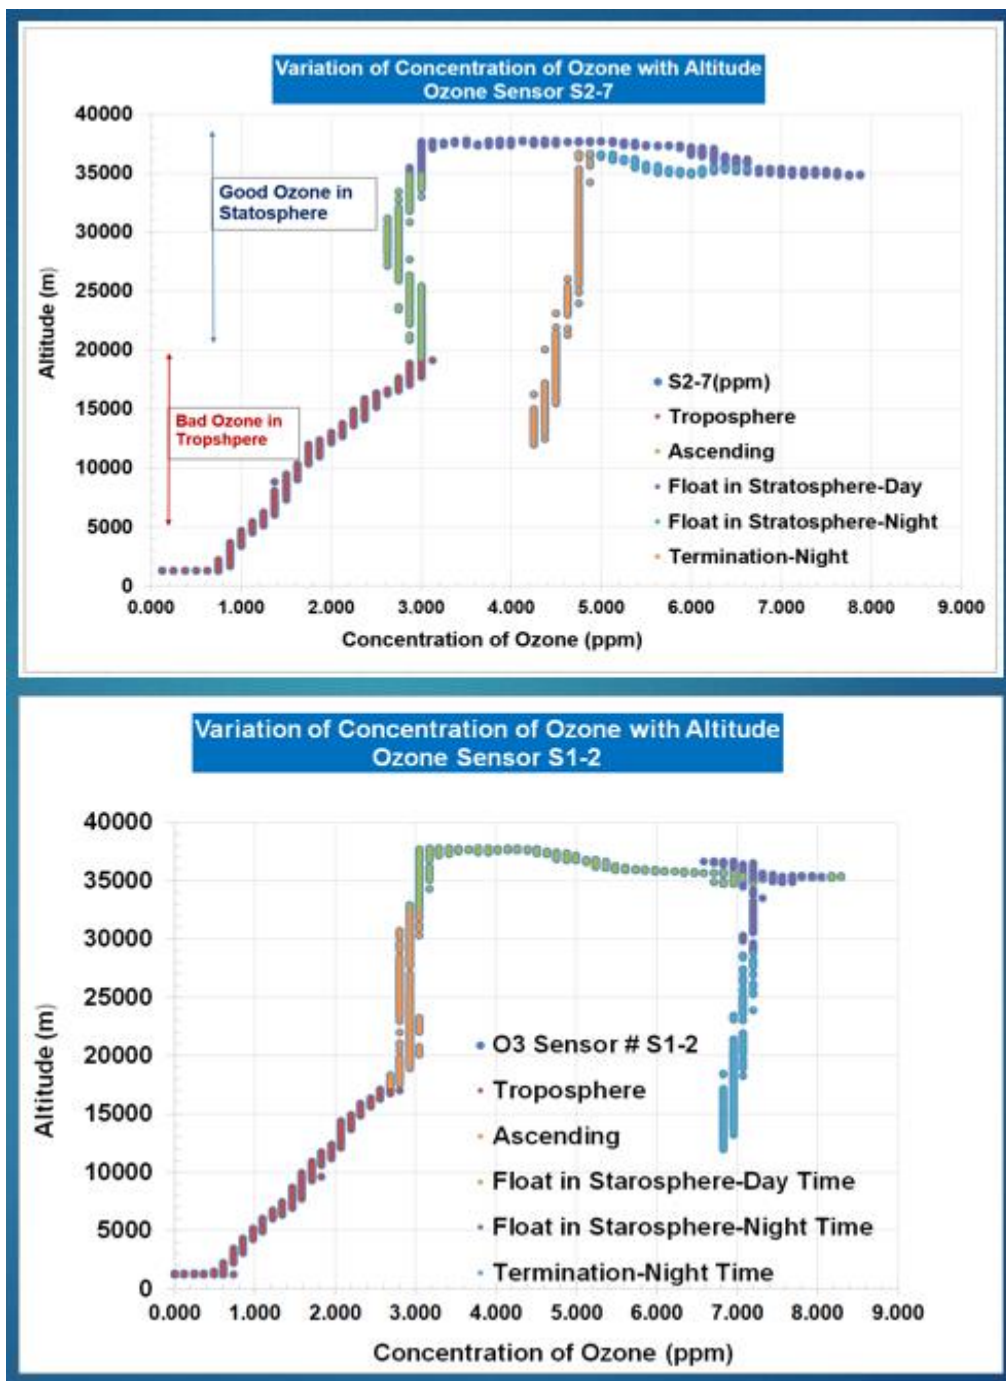 Variation of Concentration of Ozone with Altitude
Ozone Sensor S2-7
40000
35000
30000
25000
20000
15000
10000
5000
0
Altitude (m)
Good Ozone in
Statosphere
Bad Ozone in
Tropshpere
S2-7(ppm)
Troposphere
Ascending
Float in Stratosphere-Day
Float in Stratosphere-Night
Termination-Night
0.000 1.000 2.000 3.000 4.000 5.000 6.000 7.000 8.000 9.000
Concentration of Ozone (ppm)
Variation of Concentration of Ozone with Altitude
Ozone Sensor S1-2
40000
35000
30000
25000
20000
15000
10000
5000
0
Altitude (m)
O3 Sensor # S1-2
Troposphere
Ascending
Float in Starosphere-Day Time
Float in Starosphere-Night Time
Termination-Night Time
0.000 1.000 2.000 3.000 4.000 5.000 6.000 7.000 8.000 9.000
Concentration of Ozone (ppm)